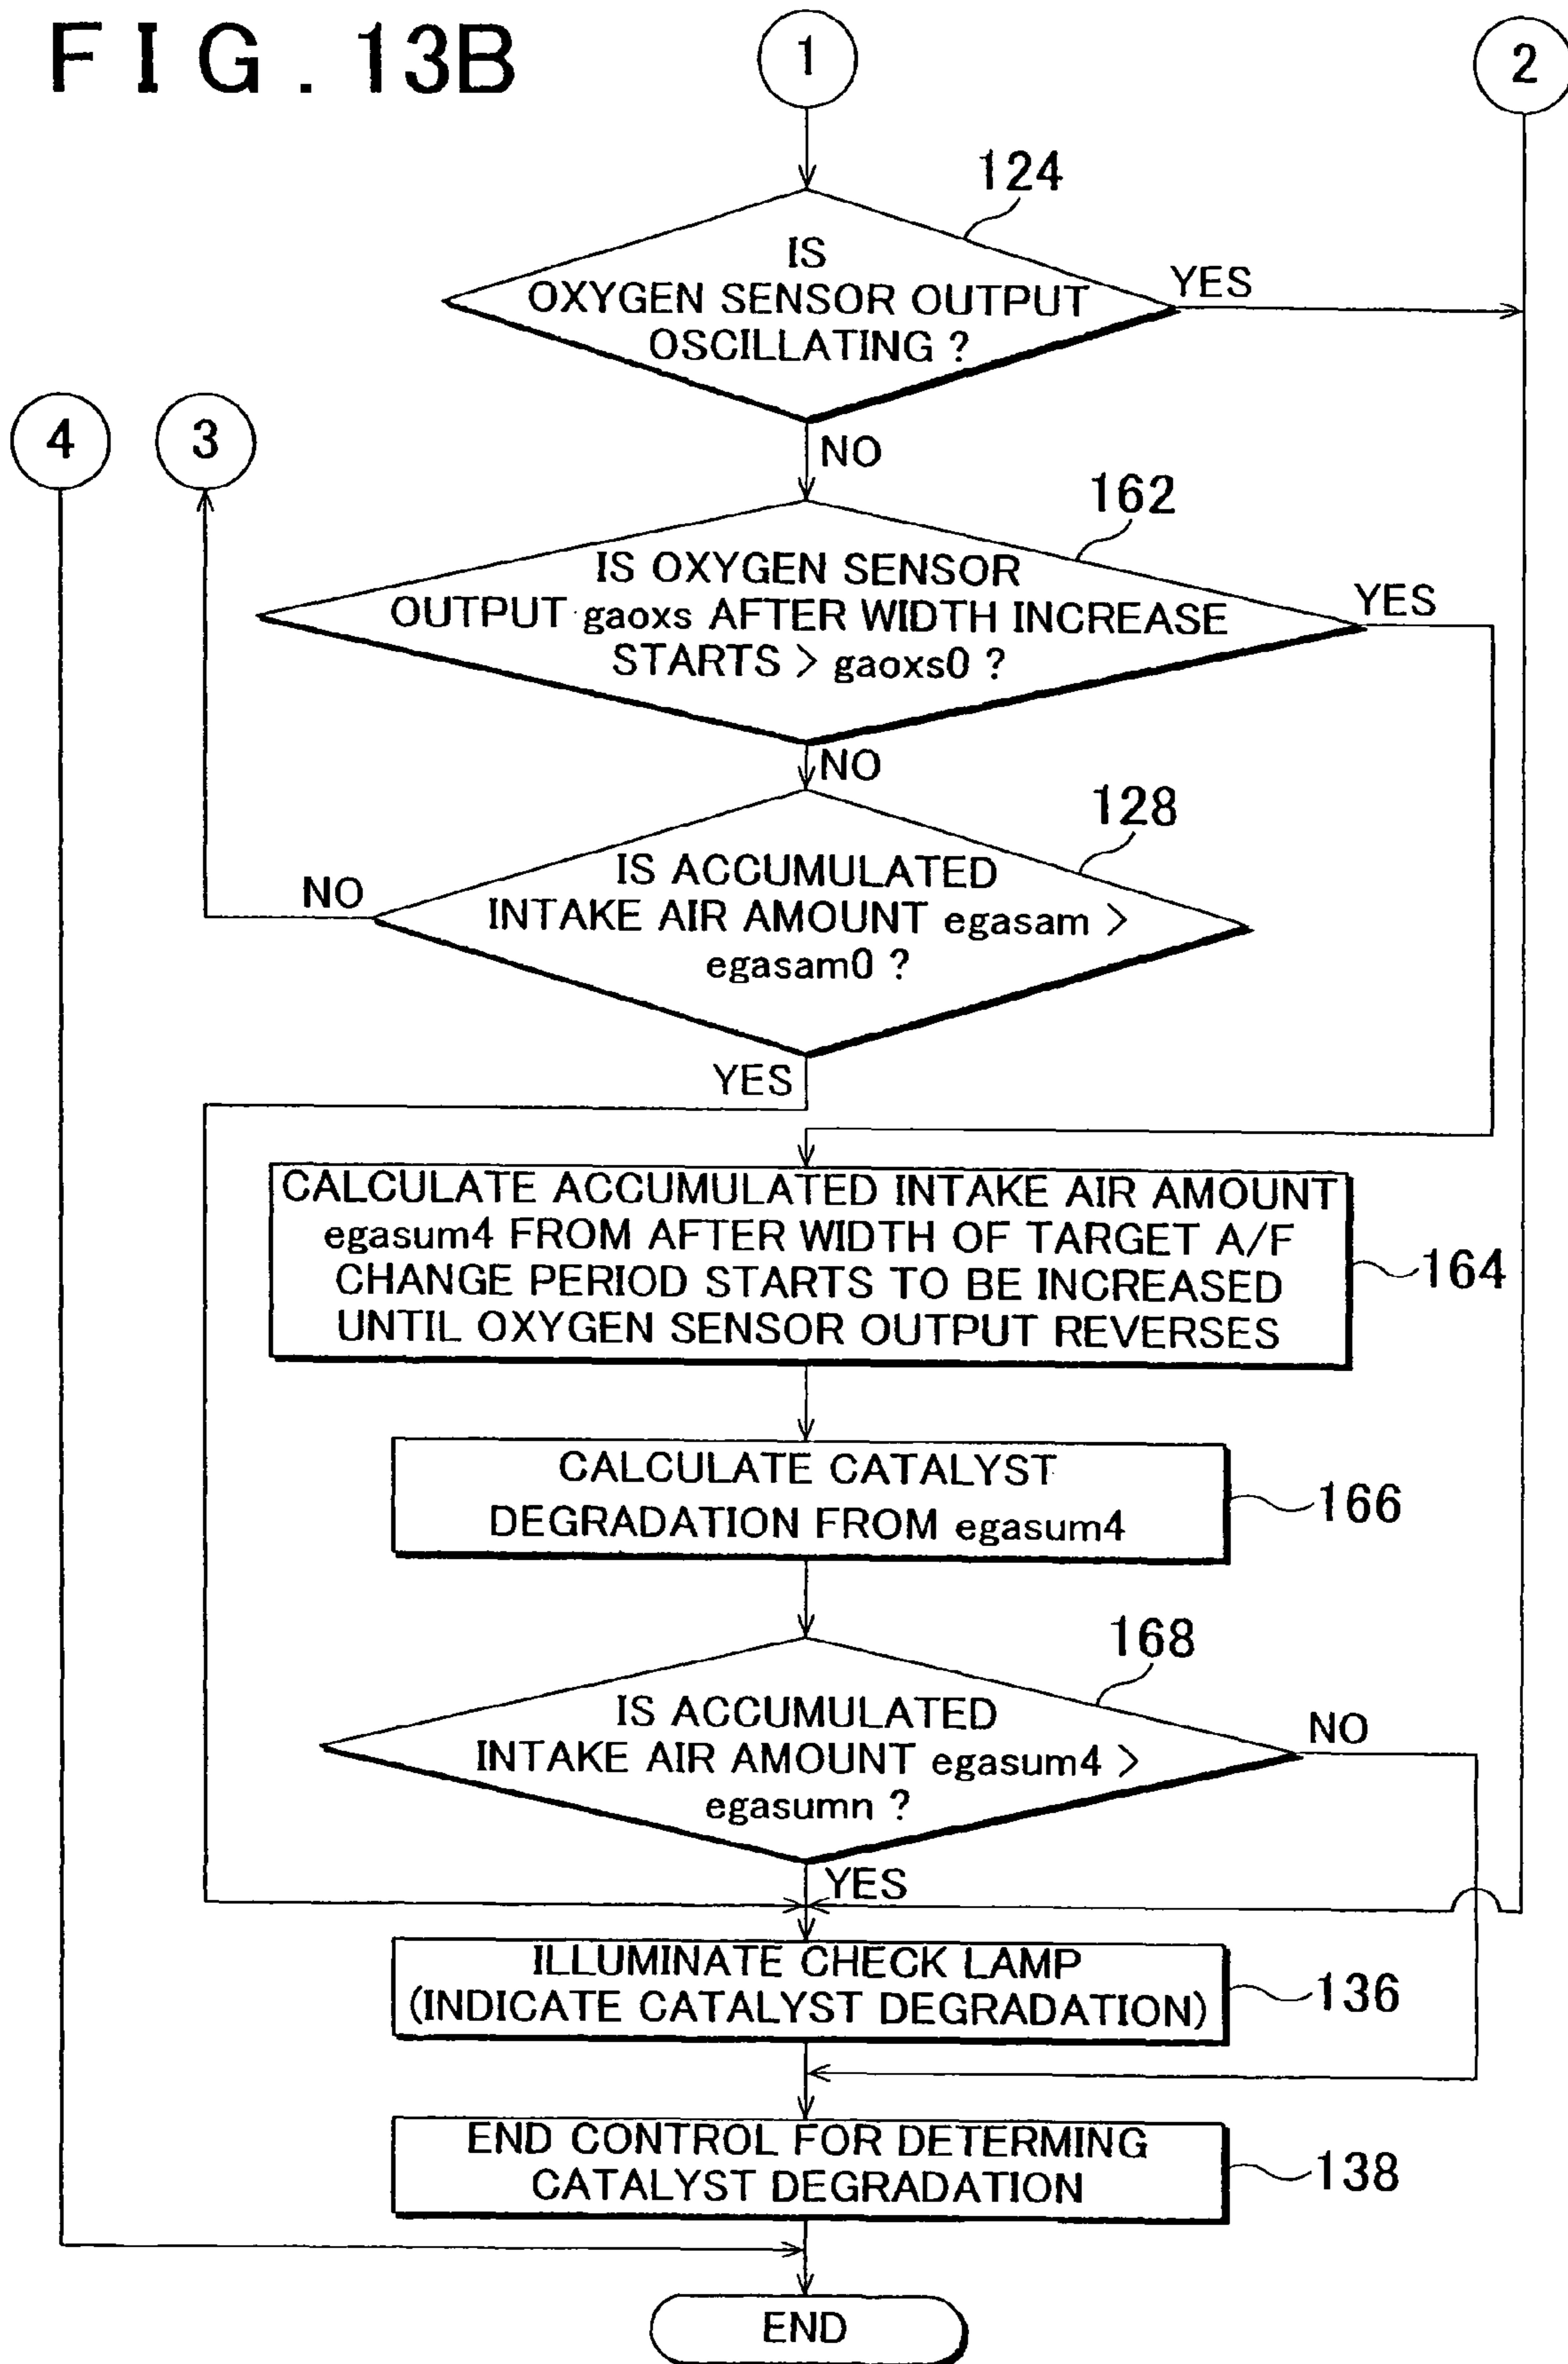 FIG. 13B
1
2
124
IS
OXYGEN SENSOR OUTPUT
OSCILLATING ?
YES
NO
4
3
162
IS OXYGEN SENSOR
OUTPUT gaoxs AFTER WIDTH INCREASE
STARTS > gaoxs0 ?
YES
NO
128
IS ACCUMULATED
INTAKE AIR AMOUNT egasam >
egasam0 ?
NO
YES
CALCULATE ACCUMULATED INTAKE AIR AMOUNT
egasum4 FROM AFTER WIDTH OF TARGET A/F
CHANGE PERIOD STARTS TO BE INCREASED
UNTIL OXYGEN SENSOR OUTPUT REVERSES
164
CALCULATE CATALYST
DEGRADATION FROM egasum4
166
168
IS ACCUMULATED
INTAKE AIR AMOUNT egasum4 >
egasumn ?
NO
YES
ILLUMINATE CHECK LAMP
(INDICATE CATALYST DEGRADATION)
136
END CONTROL FOR DETERMING
CATALYST DEGRADATION
138
END